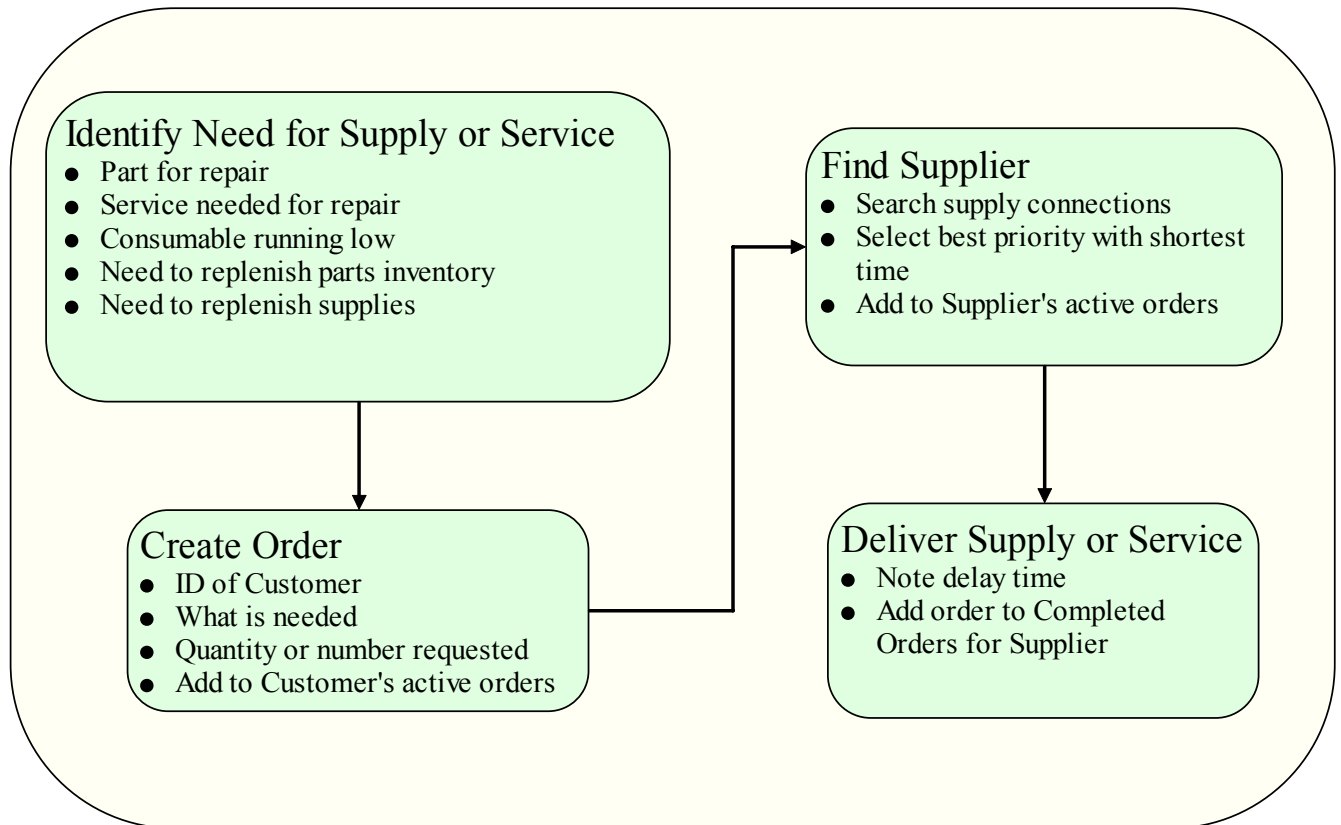 Identify Need for Supply or Service
● Part for repair
● Service needed for repair
● Consumable running low
● Need to replenish parts inventory
● Need to replenish supplies
Create Order
● ID of Customer
● What is needed
● Quantity or number requested
● Add to Customer's active orders
Find Supplier
● Search supply connections
● Select best priority with shortest
time
● Add to Supplier's active orders
Deliver Supply or Service
● Note delay time
● Add order to Completed
Orders for Supplier